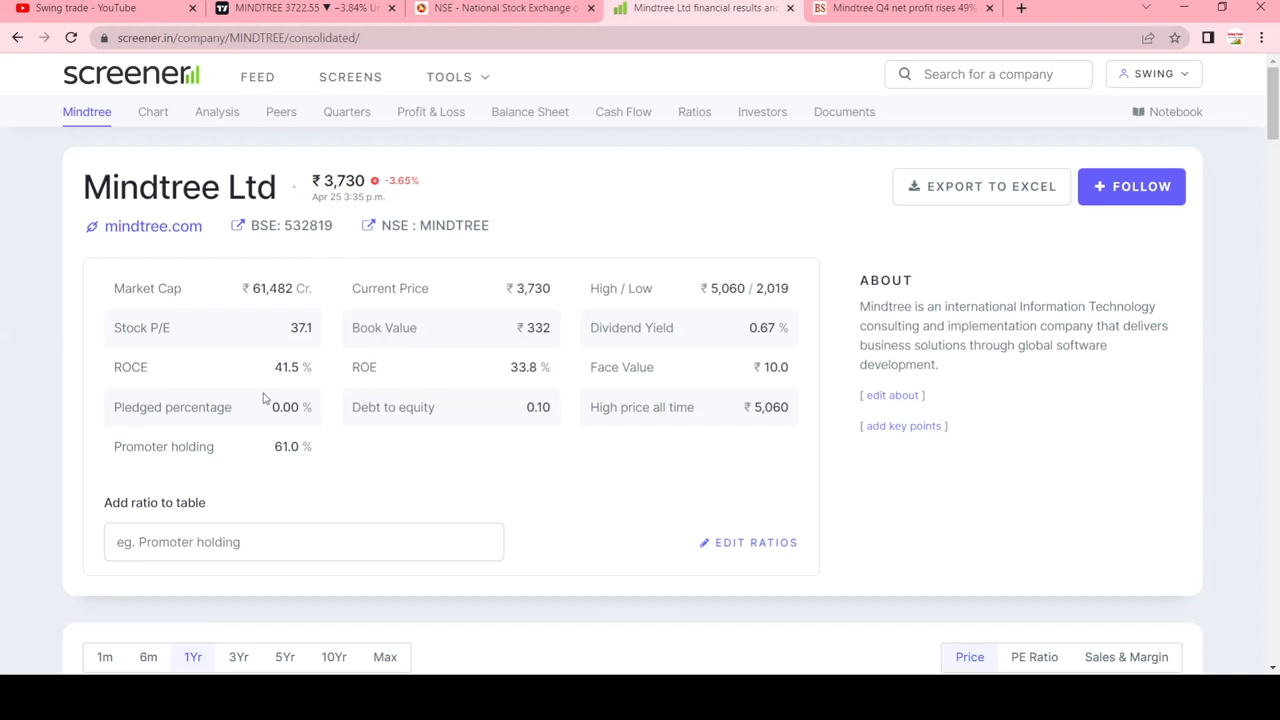 Swing trade - YouTube
MINDTREE 3722.55 ▼ −3.84% Un
NSE - National Stock Exchange o
Mindtree Ltd financial results and
BS Mindtree Q4 net profit rises 49%
screener.in/company/MINDTREE/consolidated/
screener
FEED
SCREENS
TOOLS
Search for a company
SWING
Mindtree
Chart
Analysis
Peers
Quarters
Profit & Loss
Balance Sheet
Cash Flow
Ratios
Investors
Documents
Notebook
Mindtree Ltd
₹ 3,730 -3.65%
Apr 25 3:35 p.m.
EXPORT TO EXCEL
+ FOLLOW
mindtree.com
BSE: 532819
NSE : MINDTREE
Market Cap ₹ 61,482 Cr.
Current Price ₹ 3,730
High / Low ₹ 5,060 / 2,019
Stock P/E 37.1
Book Value ₹ 332
Dividend Yield 0.67 %
ROCE 41.5 %
ROE 33.8 %
Face Value ₹ 10.0
Pledged percentage 0.00 %
Debt to equity 0.10
High price all time ₹ 5,060
Promoter holding 61.0 %
ABOUT
Mindtree is an international Information Technology
consulting and implementation company that delivers
business solutions through global software
development.
[ edit about ]
[ add key points ]
Add ratio to table
eg. Promoter holding
EDIT RATIOS
1m
6m
1Yr
3Yr
5Yr
10Yr
Max
Price
PE Ratio
Sales & Margin